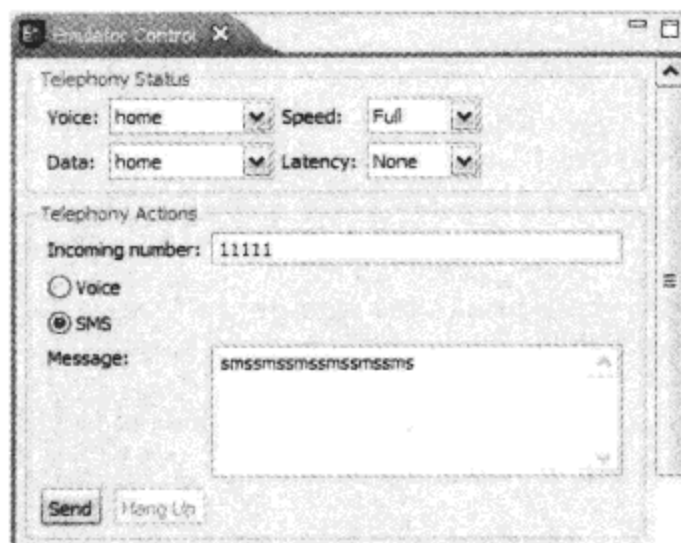 Emulator Control
Telephony Status
Voice: home Speed: Full
Data: home Latency: None
Telephony Actions
Incoming number: 11111
Voice
SMS
Message: smssmssmssmssmssms
Send Hang Up